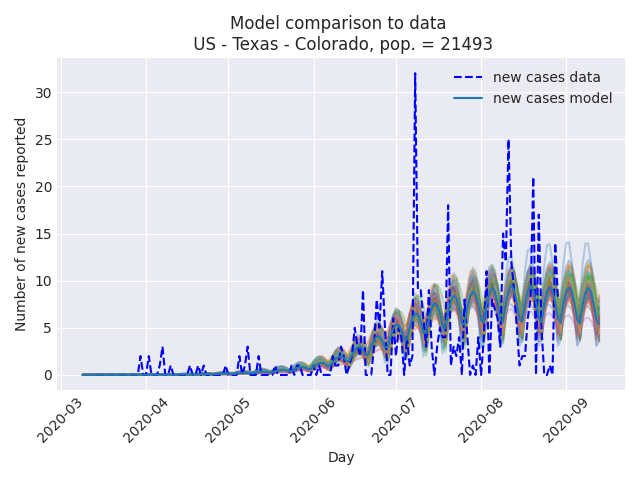 Model comparison to data
US - Texas - Colorado, pop. = 21493
new cases data
new cases model
Number of new cases reported
30
25
20
15
10
5
0
2020-03
2020-04
2020-05
2020-06
2020-07
2020-08
2020-09
Day